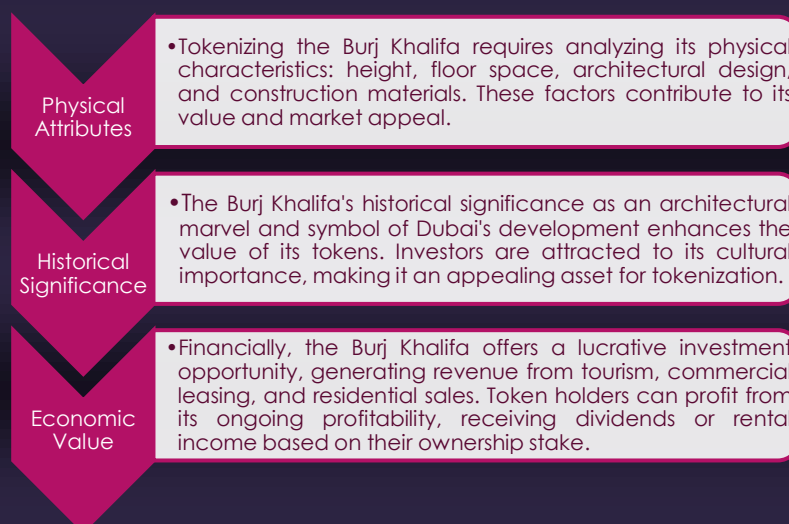 Physical
Attributes
•Tokenizing the Burj Khalifa requires analyzing its physical
characteristics: height, floor space, architectural design,
and construction materials. These factors contribute to its
value and market appeal.
Historical
Significance
•The Burj Khalifa's historical significance as an architectural
marvel and symbol of Dubai's development enhances the
value of its tokens. Investors are attracted to its cultural
importance, making it an appealing asset for tokenization.
Economic
Value
•Financially, the Burj Khalifa offers a lucrative investment
opportunity, generating revenue from tourism, commercial
leasing, and residential sales. Token holders can profit from
its ongoing profitability, receiving dividends or rental
income based on their ownership stake.